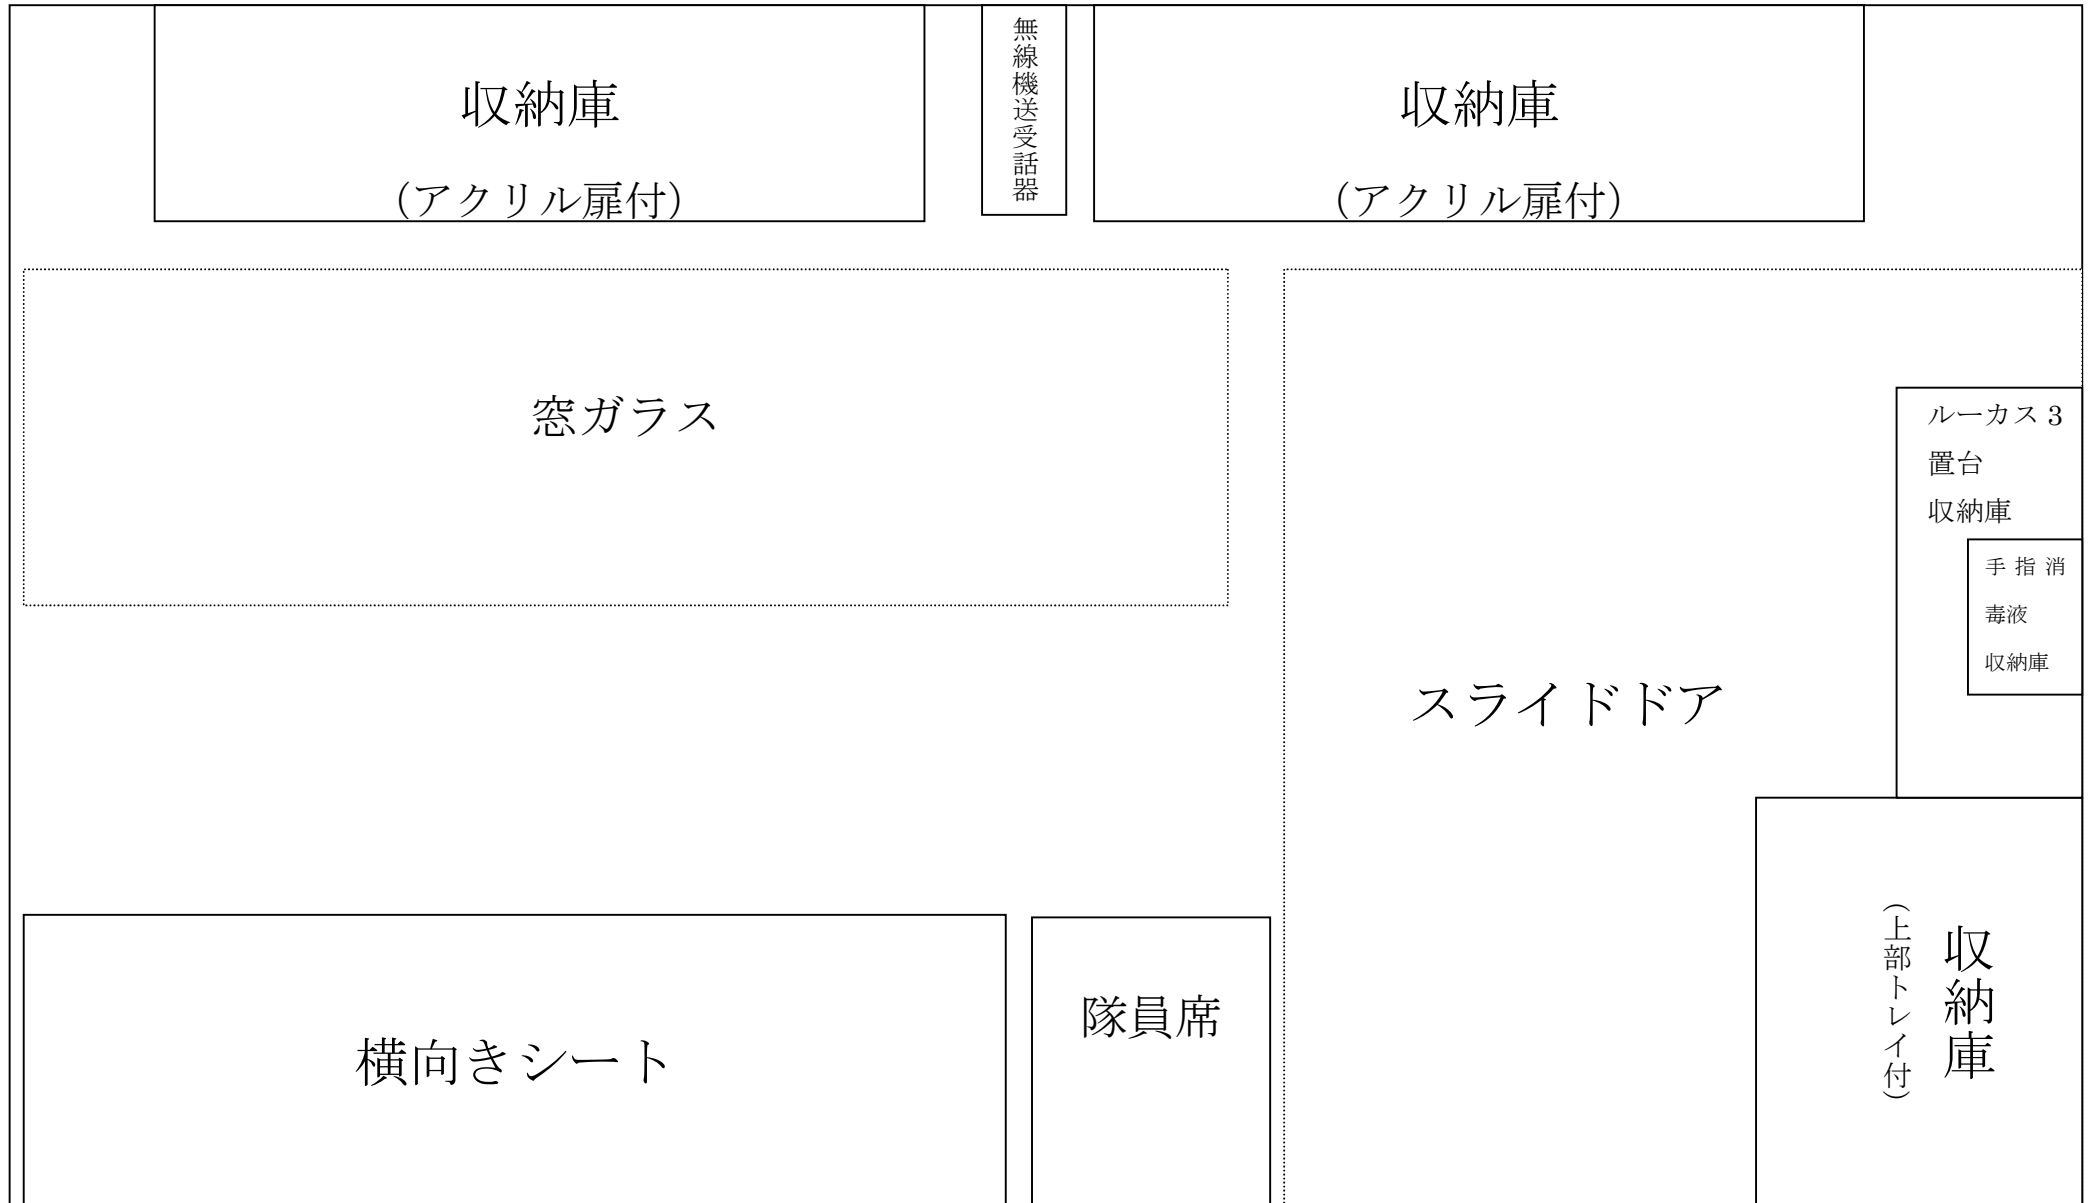 収納庫
（アクリル扉付）
無線機送受話器
収納庫
（アクリル扉付）
窓ガラス
ルーカス3
置台
収納庫
手指消
毒液
収納庫
スライドドア
収納庫
（上部トレイ付）
隊員席
横向きシート